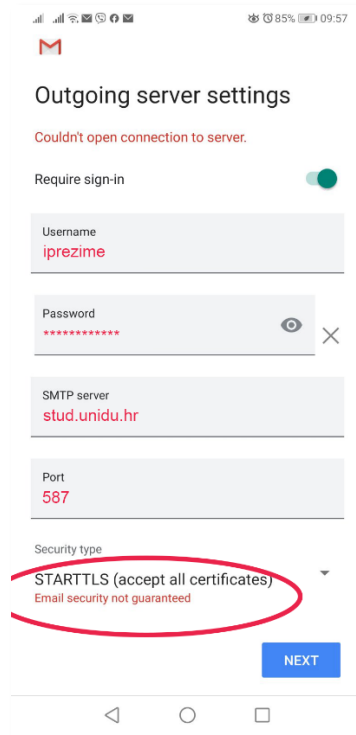 85% 09:57
Outgoing server settings
Couldn't open connection to server.
Require sign-in
Username
iprezime
Password
************
SMTP server
stud.unidu.hr
Port
587
Security type
STARTTLS (accept all certificates)
Email security not guaranteed
NEXT